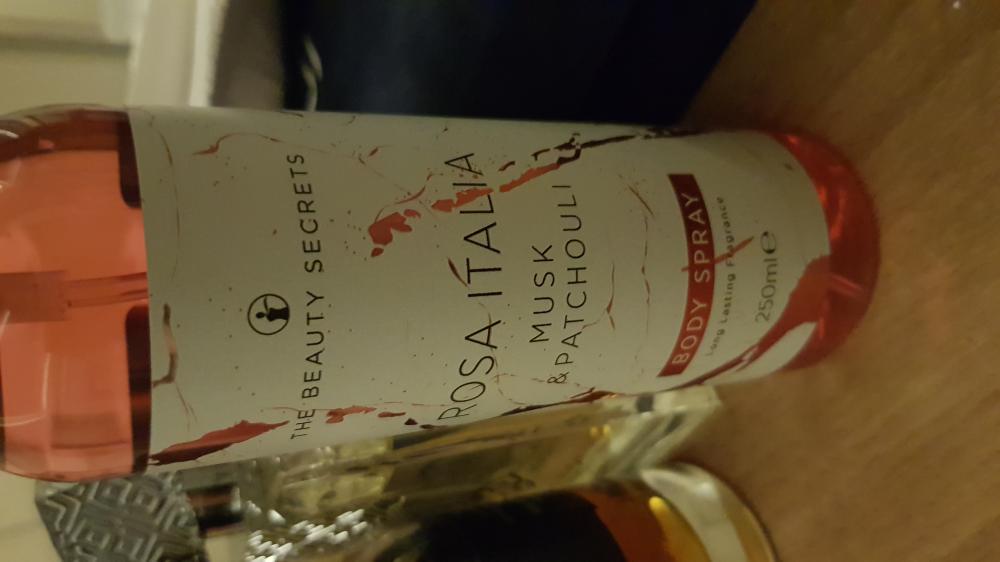 THE BEAUTY SECRETS
ROSA ITALIA
MUSK
& PATCHOULI
BODY SPRAY
Long Lasting Fragrance
250ml e